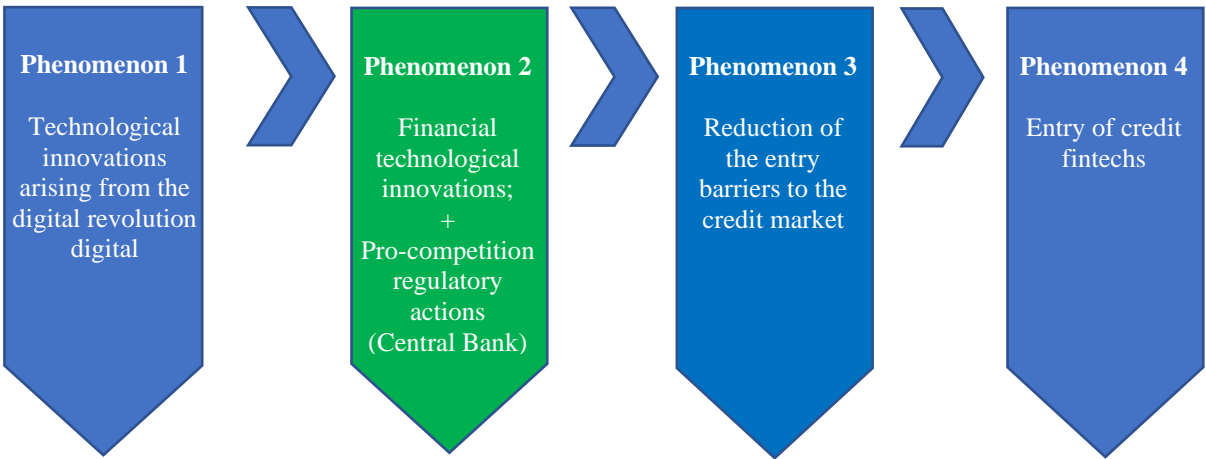 Phenomenon 1
Technological
innovations
arising from the
digital revolution
digital
Phenomenon 2
Financial
technological
innovations;
+
Pro-competition
regulatory
actions
(Central Bank)
Phenomenon 3
Reduction of
the entry
barriers to the
credit market
Phenomenon 4
Entry of credit
fintechs